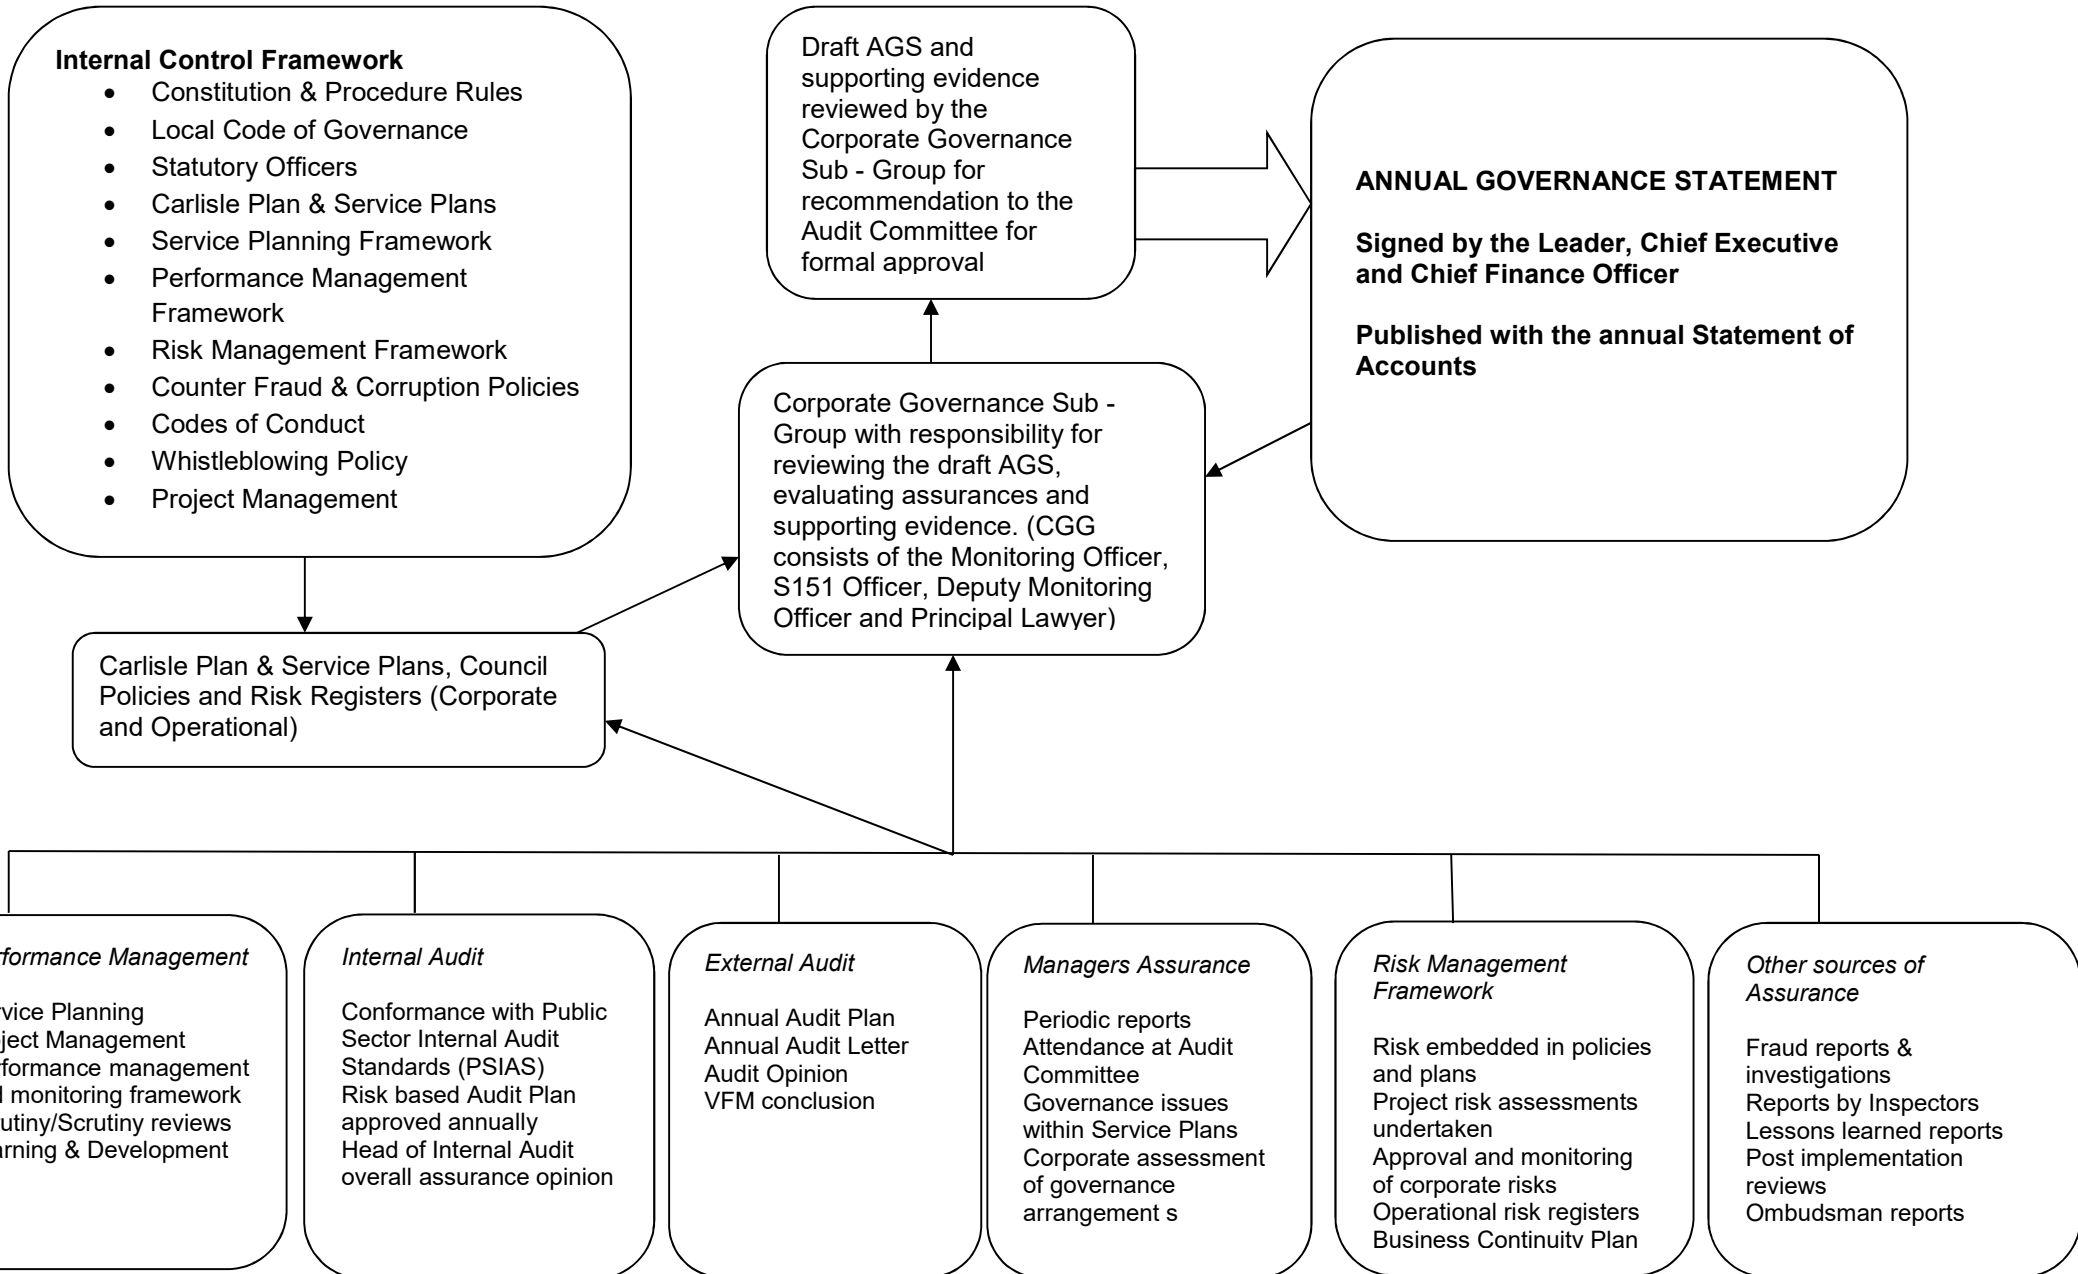 Internal Control Framework
• Constitution & Procedure Rules
• Local Code of Governance
• Statutory Officers
• Carlisle Plan & Service Plans
• Service Planning Framework
• Performance Management
Framework
• Risk Management Framework
• Counter Fraud & Corruption Policies
• Codes of Conduct
• Whistleblowing Policy
• Project Management
Draft AGS and
supporting evidence
reviewed by the
Corporate Governance
Sub - Group for
recommendation to the
Audit Committee for
formal approval
ANNUAL GOVERNANCE STATEMENT
Signed by the Leader, Chief Executive
and Chief Finance Officer
Published with the annual Statement of
Accounts
Corporate Governance Sub -
Group with responsibility for
reviewing the draft AGS,
evaluating assurances and
supporting evidence. (CGG
consists of the Monitoring Officer,
S151 Officer, Deputy Monitoring
Officer and Principal Lawyer)
Carlisle Plan & Service Plans, Council
Policies and Risk Registers (Corporate
and Operational)
Management
Planning
Management
management
monitoring framework
reviews
& Development
Internal Audit
Conformance with Public
Sector Internal Audit
Standards (PSIAS)
Risk based Audit Plan
approved annually
Head of Internal Audit
overall assurance opinion
External Audit
Annual Audit Plan
Annual Audit Letter
Audit Opinion
VFM conclusion
Managers Assurance
Periodic reports
Attendance at Audit
Committee
Governance issues
within Service Plans
Corporate assessment
of governance
arrangement s
Risk Management
Framework
Risk embedded in policies
and plans
Project risk assessments
undertaken
Approval and monitoring
of corporate risks
Operational risk registers
Business Continuity Plan
Other sources of
Assurance
Fraud reports &
investigations
Reports by Inspectors
Lessons learned reports
Post implementation
reviews
Ombudsman reports